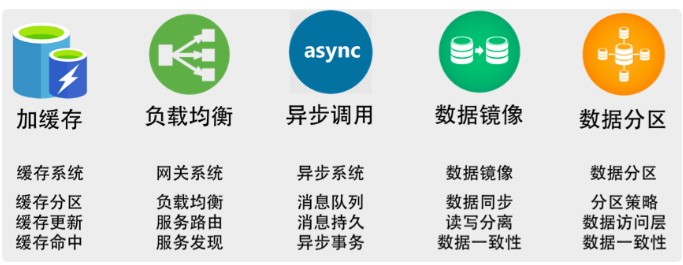 async
加缓存 负载均衡 异步调用 数据镜像 数据分区
缓存系统 网关系统 异步系统 数据镜像 数据分区
缓存分区 负载均衡 消息队列 数据同步 分区策略
缓存更新 服务路由 消息持久 读写分离 数据访问层
缓存命中 服务发现 异步事务 数据一致性 数据一致性